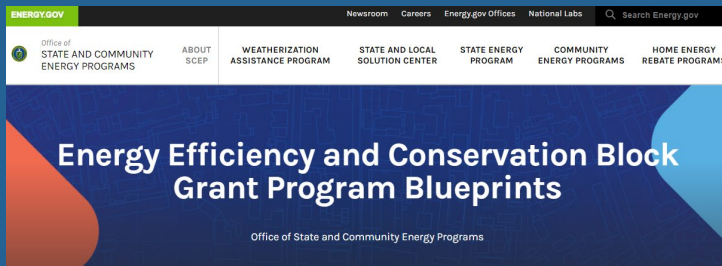 ENERGY.GOV
Newsroom Careers Energy.gov Offices National Labs Search Energy.gov
Office of
STATE AND COMMUNITY
ENERGY PROGRAMS
ABOUT
SCEP
WEATHERIZATION
ASSISTANCE PROGRAM
STATE AND LOCAL
SOLUTION CENTER
STATE ENERGY
PROGRAM
COMMUNITY
ENERGY PROGRAMS
HOME ENERGY
REBATE PROGRAMS
Energy Efficiency and Conservation Block
Grant Program Blueprints
Office of State and Community Energy Programs